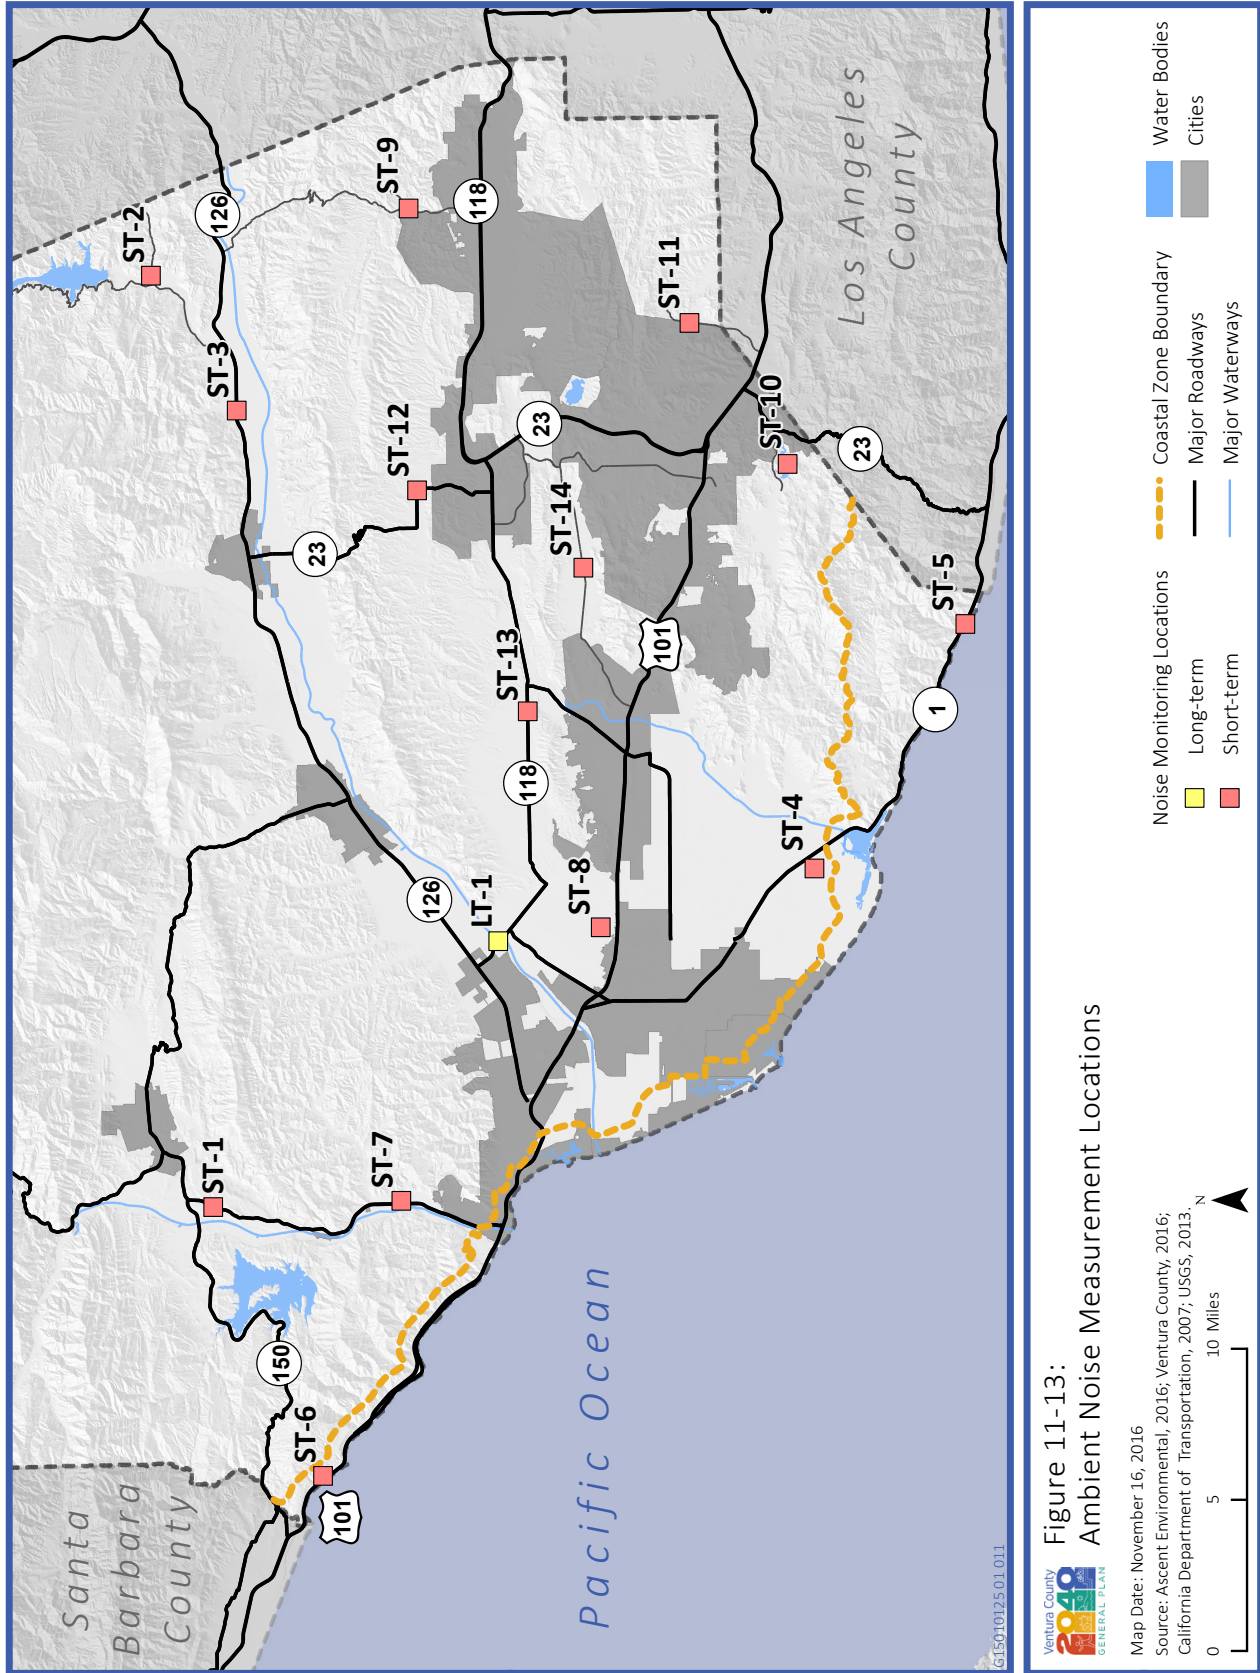 Santa
Barbara
County
Los Angeles
County
Pacific Ocean
ST-1
ST-2
ST-3
ST-4
ST-5
ST-6
ST-7
ST-8
ST-9
ST-10
ST-11
ST-12
ST-13
ST-14
LT-1
150
101
126
126
118
118
23
23
23
101
1
G15010125 01 011
Ventura County
2040
GENERAL PLAN
Figure 11-13:
Ambient Noise Measurement Locations
Map Date: November 16, 2016
Source: Ascent Environmental, 2016; Ventura County, 2016;
California Department of Transportation, 2007; USGS, 2013.
0 5 10 Miles
N
Noise Monitoring Locations
Long-term
Short-term
Coastal Zone Boundary
Major Roadways
Major Waterways
Water Bodies
Cities